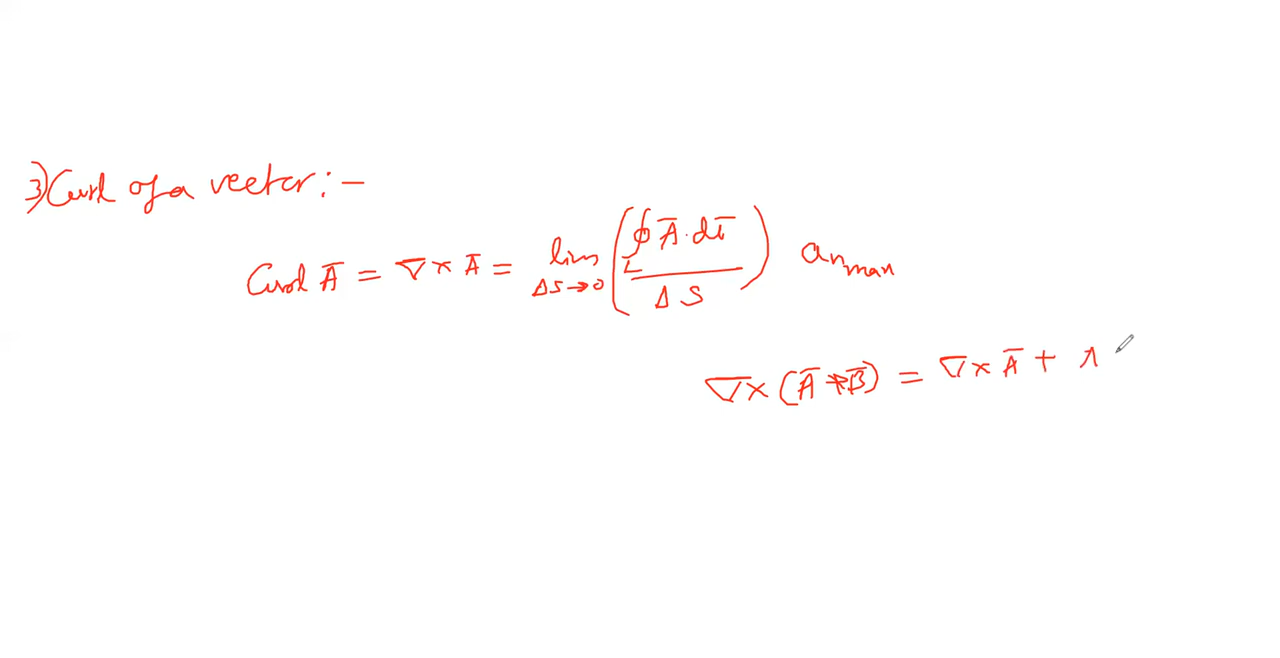 3) Curl of a vector :-
Curl Ā = ∇ × Ā = lim ΔS→0 ( ∮L Ā · dl̄ / ΔS ) an max
∇ × (Ā + B̄) = ∇ × Ā +